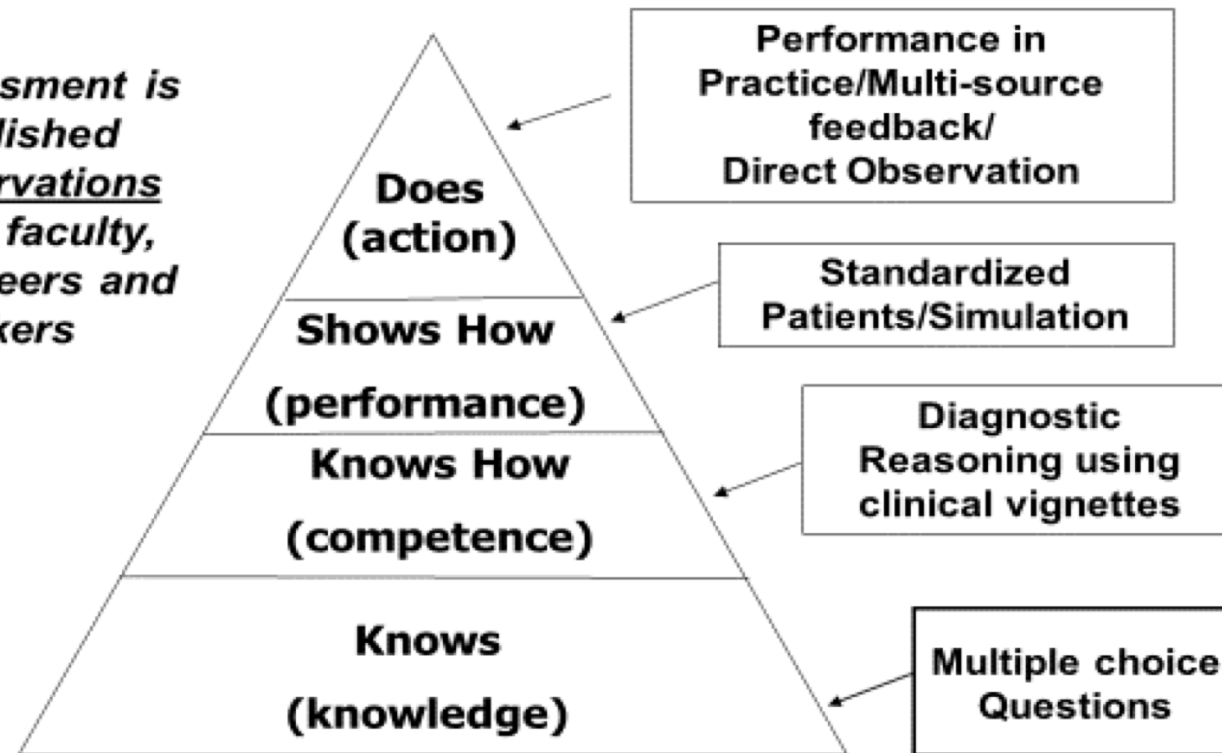 sment is
lished
rvations
faculty,
eers and
kers
Does
(action)
Shows How
(performance)
Knows How
(competence)
Knows
(knowledge)
Performance in
Practice/Multi-source
feedback/
Direct Observation
Standardized
Patients/Simulation
Diagnostic
Reasoning using
clinical vignettes
Multiple choice
Questions